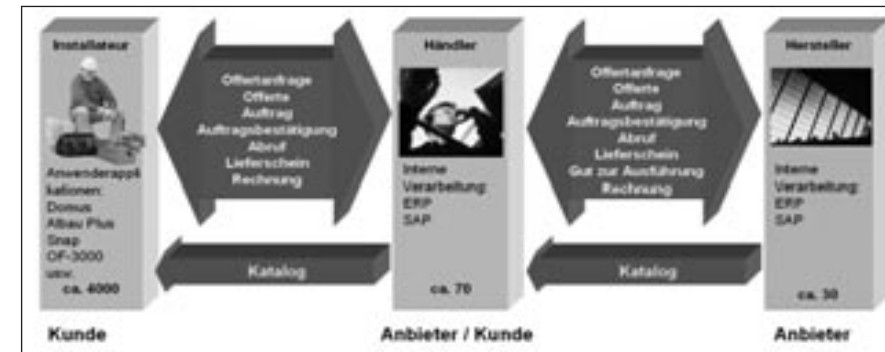 Installateur
Anwenderappli
kationen:
Domus
Albau Plus
Snap
OF-3000
usw.
ca. 4000
Kunde
Offertanfrage
Offerte
Auftrag
Auftragsbestätigung
Abruf
Lieferschein
Rechnung
Katalog
Händler
Interne
Verarbeitung:
ERP
SAP
ca. 70
Anbieter / Kunde
Offertanfrage
Offerte
Auftrag
Auftragsbestätigung
Abruf
Lieferschein
Gut zur Ausführung
Rechnung
Katalog
Hersteller
Interne
Verarbeitung:
ERP
SAP
ca. 30
Anbieter